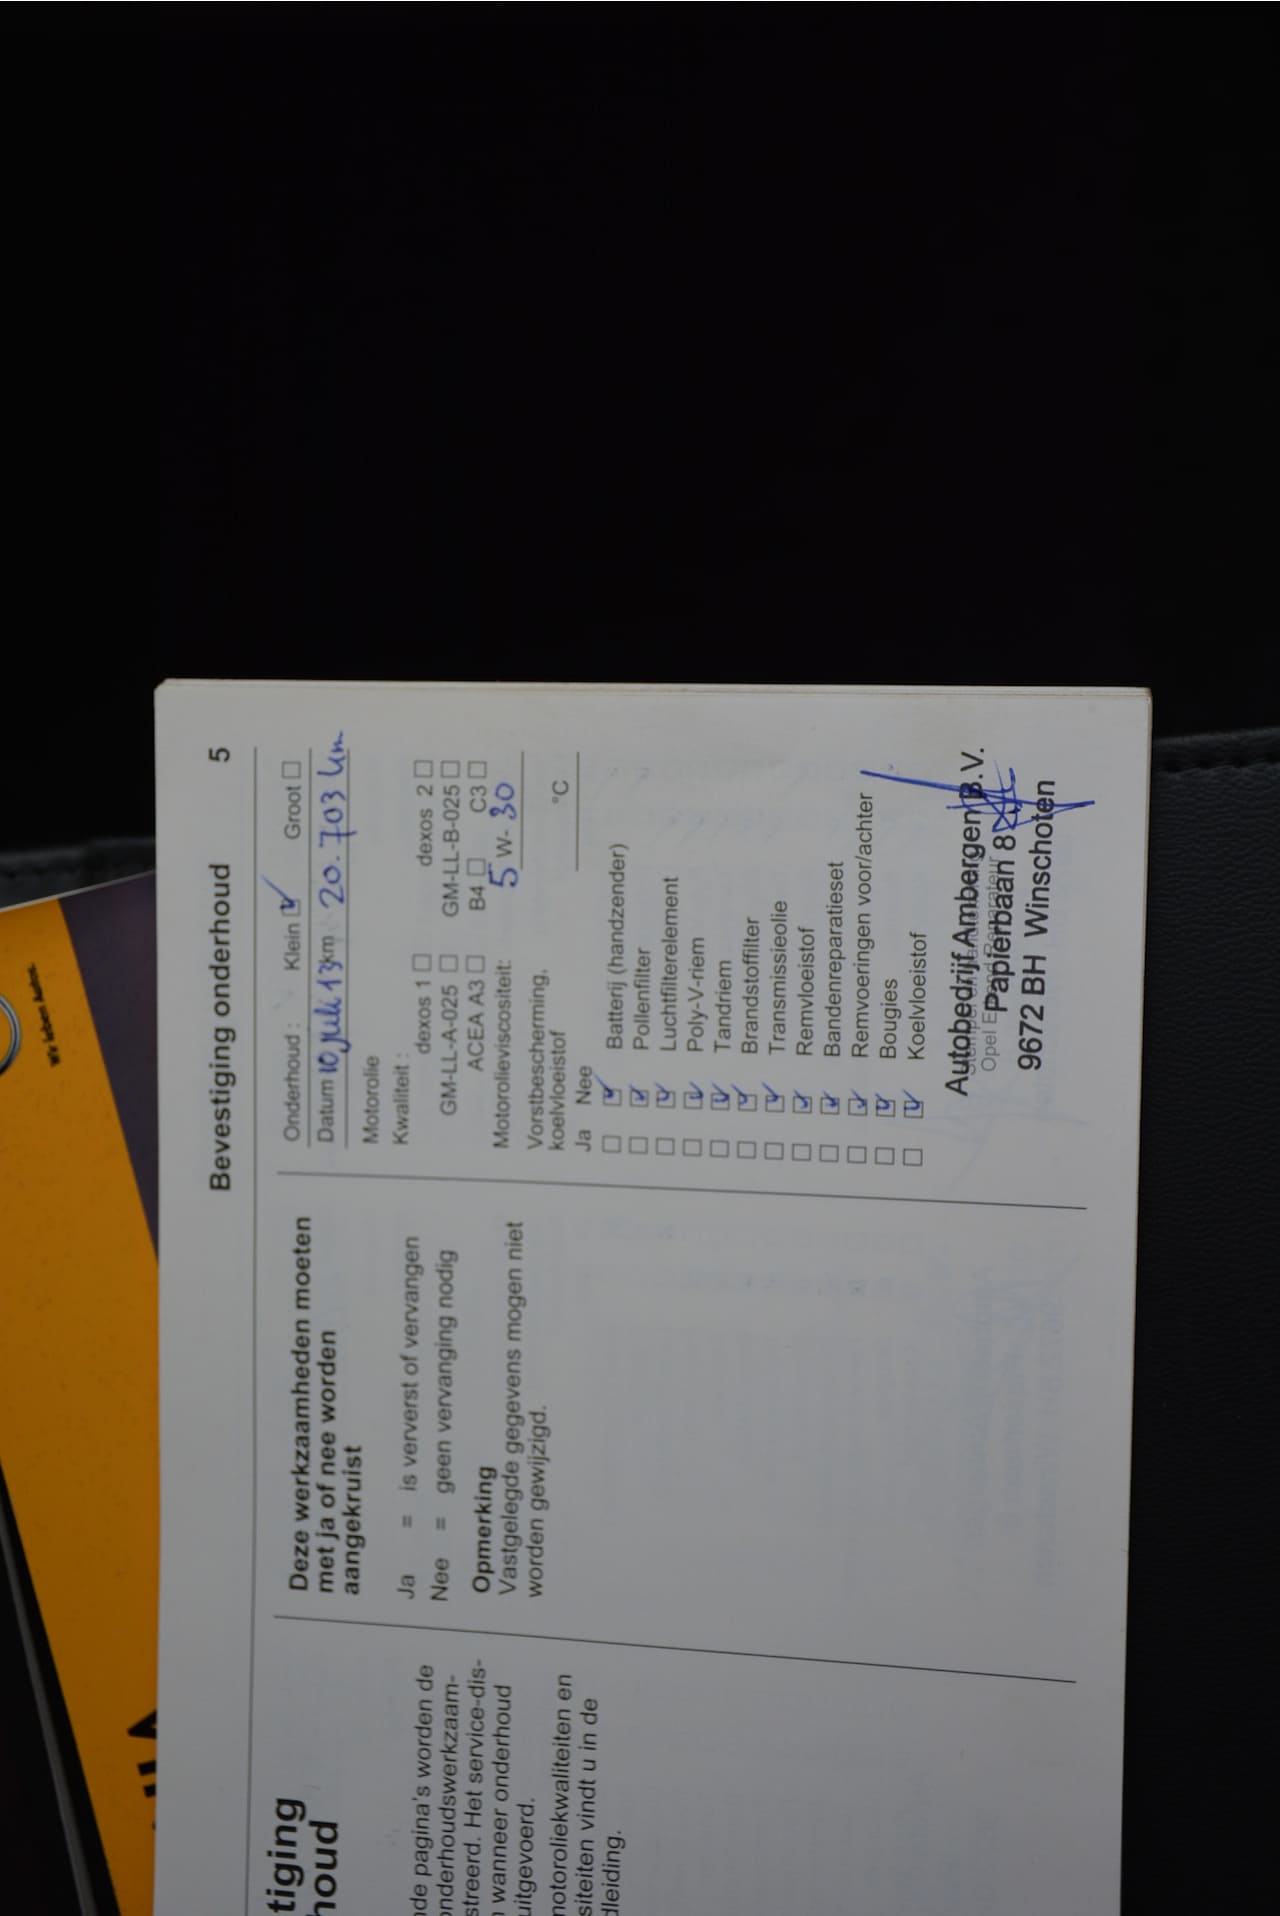 Wir leben Autos.
tiging
houd
nde pagina's worden de
onderhoudswerkzaam-
streerd. Het service-dis-
n wanneer onderhoud
uitgevoerd.
notoroliekwaliteiten en
siteiten vindt u in de
dleiding.
Deze werkzaamheden moeten
met ja of nee worden
aangekruist
Ja = is ververst of vervangen
Nee = geen vervanging nodig
Opmerking
Vastgelegde gegevens mogen niet
worden gewijzigd.
Bevestiging onderhoud 5
Onderhoud: Klein ☑ Groot ☐
Datum 10 juli 13 km 20.703 km
Motorolie
Kwaliteit:
dexos 1 ☐ dexos 2 ☐
GM-LL-A-025 ☐ GM-LL-B-025 ☐
ACEA A3 ☐ B4 ☐ C3 ☐
Motorolieviscositeit: 5 W- 30
Vorstbescherming,
koelvloeistof °C
Ja Nee
☐ ☑ Batterij (handzender)
☐ ☑ Pollenfilter
☐ ☑ Luchtfilterelement
☐ ☑ Poly-V-riem
☐ ☑ Tandriem
☐ ☑ Brandstoffilter
☐ ☑ Transmissieolie
☐ ☑ Remvloeistof
☐ ☑ Bandenreparatieset
☐ ☑ Remvoeringen voor/achter
☐ ☑ Bougies
☐ ☑ Koelvloeistof
Autobedrijf Ambergen B.V.
Opel Erkend Reparateur
Papierbaan 8
9672 BH Winschoten